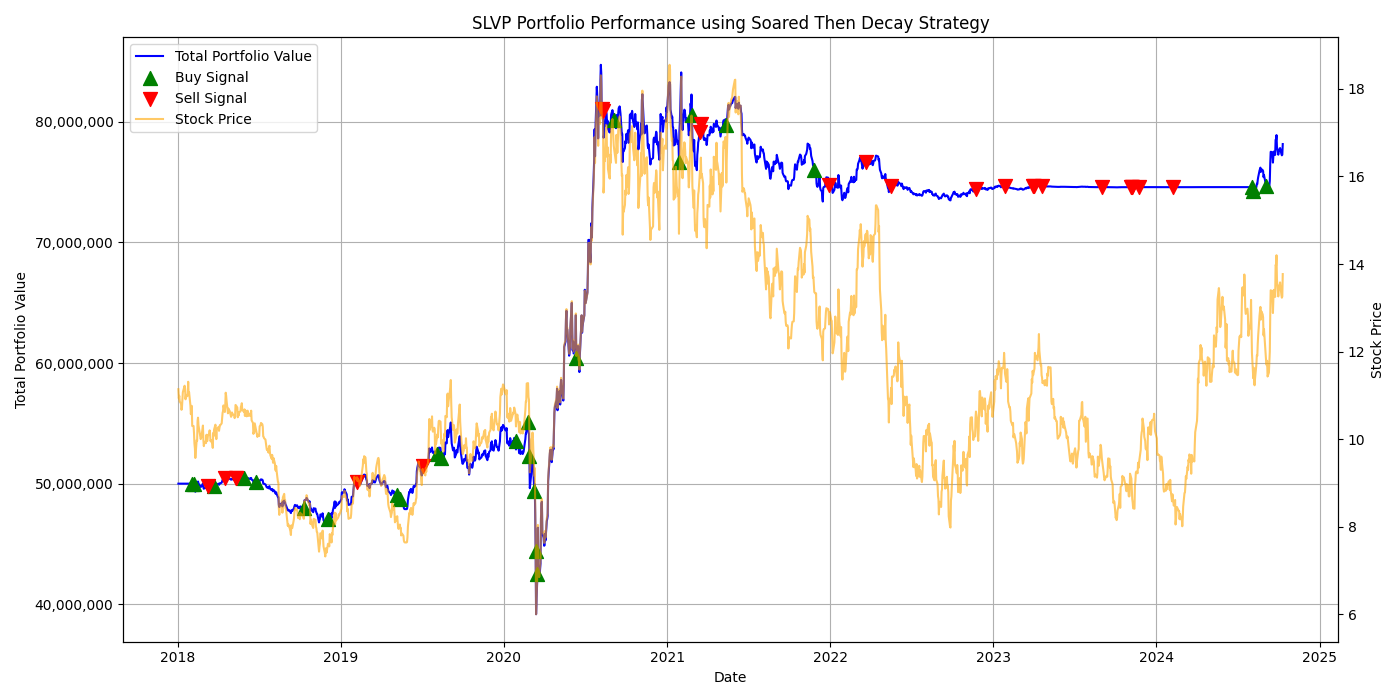 SLVP Portfolio Performance using Soared Then Decay Strategy
Total Portfolio Value
Buy Signal
Sell Signal
Stock Price
80,000,000
70,000,000
60,000,000
50,000,000
40,000,000
Total Portfolio Value
18
16
14
12
10
8
6
Stock Price
2018 2019 2020 2021 2022 2023 2024 2025
Date